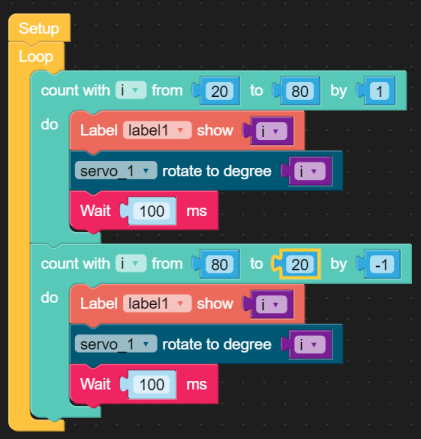 Setup
Loop
count with i from 20 to 80 by 1
do Label label1 show i
servo_1 rotate to degree i
Wait 100 ms
count with i from 80 to 20 by -1
do Label label1 show i
servo_1 rotate to degree i
Wait 100 ms